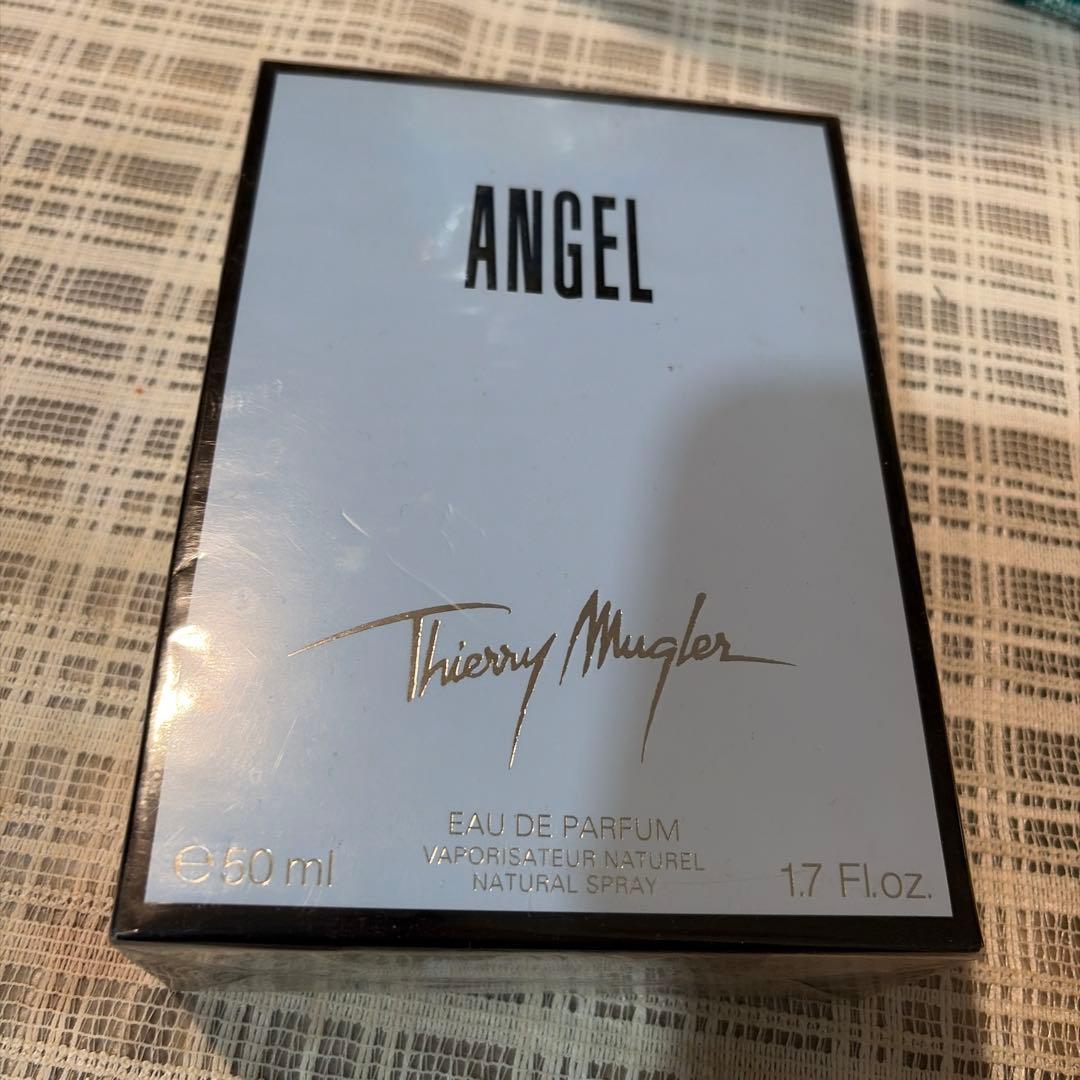 ANGEL
Thierry Mugler
EAU DE PARFUM
VAPORISATEUR NATUREL
NATURAL SPRAY
℮50 ml
1.7 Fl.oz.